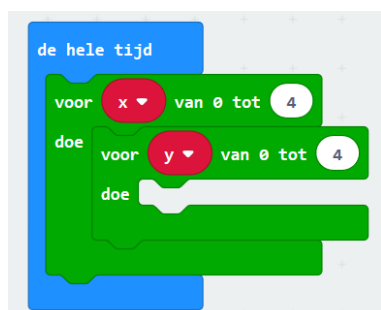 de hele tijd
voor x van 0 tot 4
doe
voor y van 0 tot 4
doe